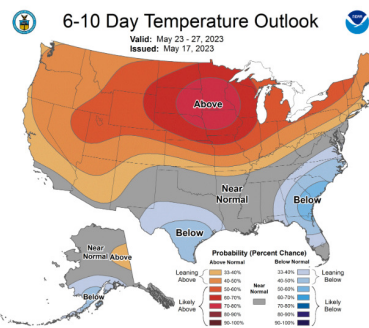 6-10 Day Temperature Outlook
Valid: May 23 - 27, 2023
Issued: May 17, 2023
Above
Near
Normal
Below
Below
Near
Normal
Above
Below
Probability (Percent Chance)
Above Normal
Below Normal
Leaning
Above
Likely
Above
33-40%
40-50%
50-60%
60-70%
70-80%
80-90%
90-100%
Near
Normal
33-40%
40-50%
50-60%
60-70%
70-80%
80-90%
90-100%
Leaning
Below
Likely
Below